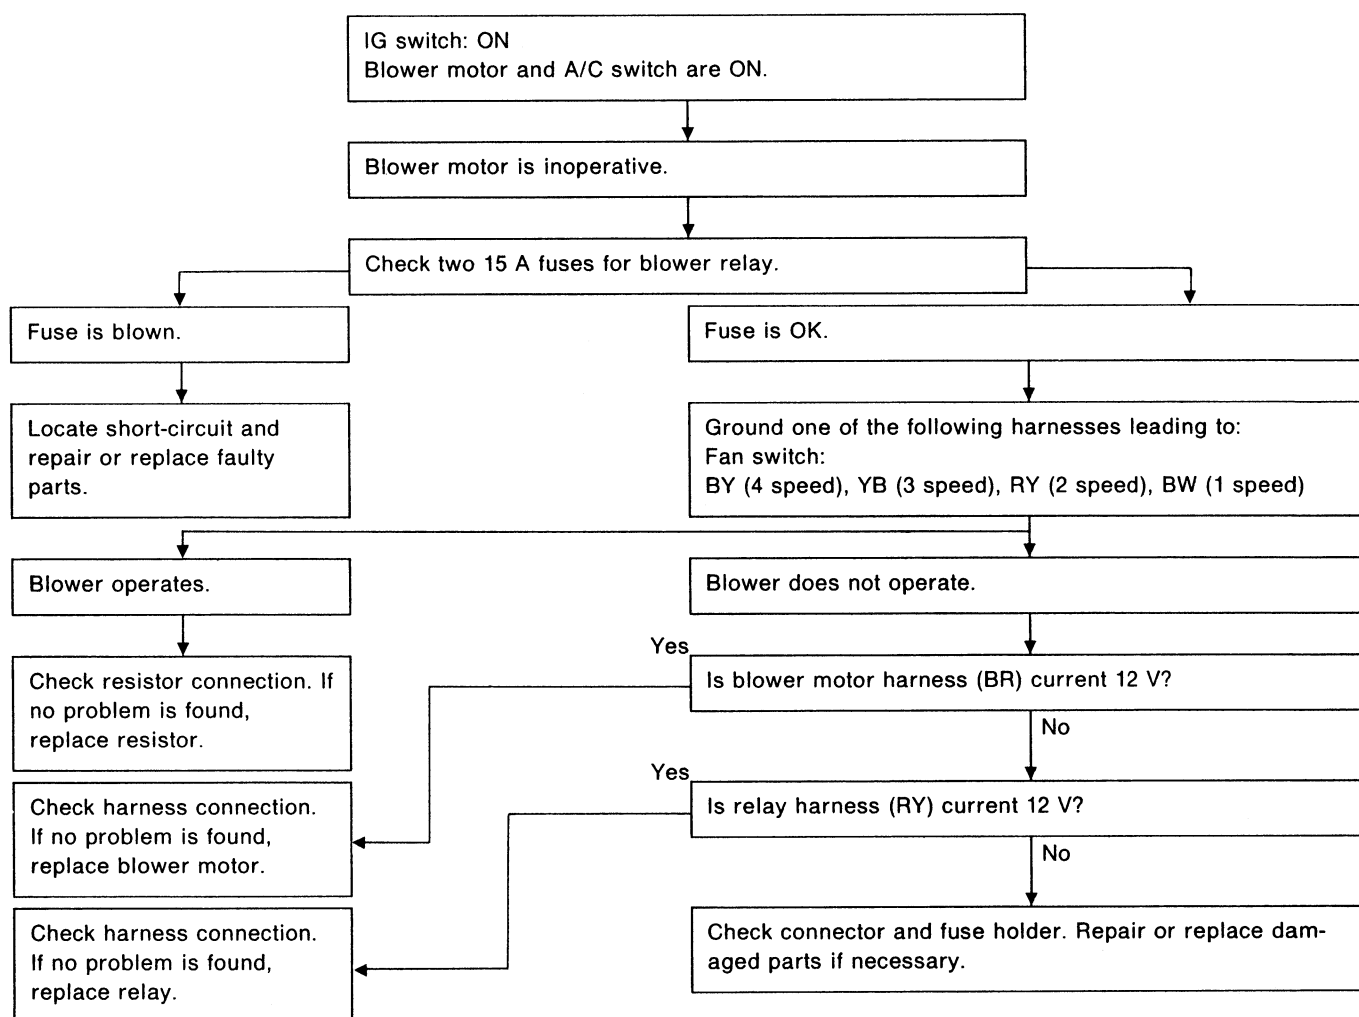 IG switch: ON
Blower motor and A/C switch are ON.
Blower motor is inoperative.
Check two 15 A fuses for blower relay.
Fuse is blown.
Fuse is OK.
Locate short-circuit and
repair or replace faulty
parts.
Ground one of the following harnesses leading to:
Fan switch:
BY (4 speed), YB (3 speed), RY (2 speed), BW (1 speed)
Blower operates.
Blower does not operate.
Yes
Check resistor connection. If
no problem is found,
replace resistor.
Is blower motor harness (BR) current 12 V?
No
Yes
Check harness connection.
If no problem is found,
replace blower motor.
Is relay harness (RY) current 12 V?
No
Check harness connection.
If no problem is found,
replace relay.
Check connector and fuse holder. Repair or replace dam-
aged parts if necessary.